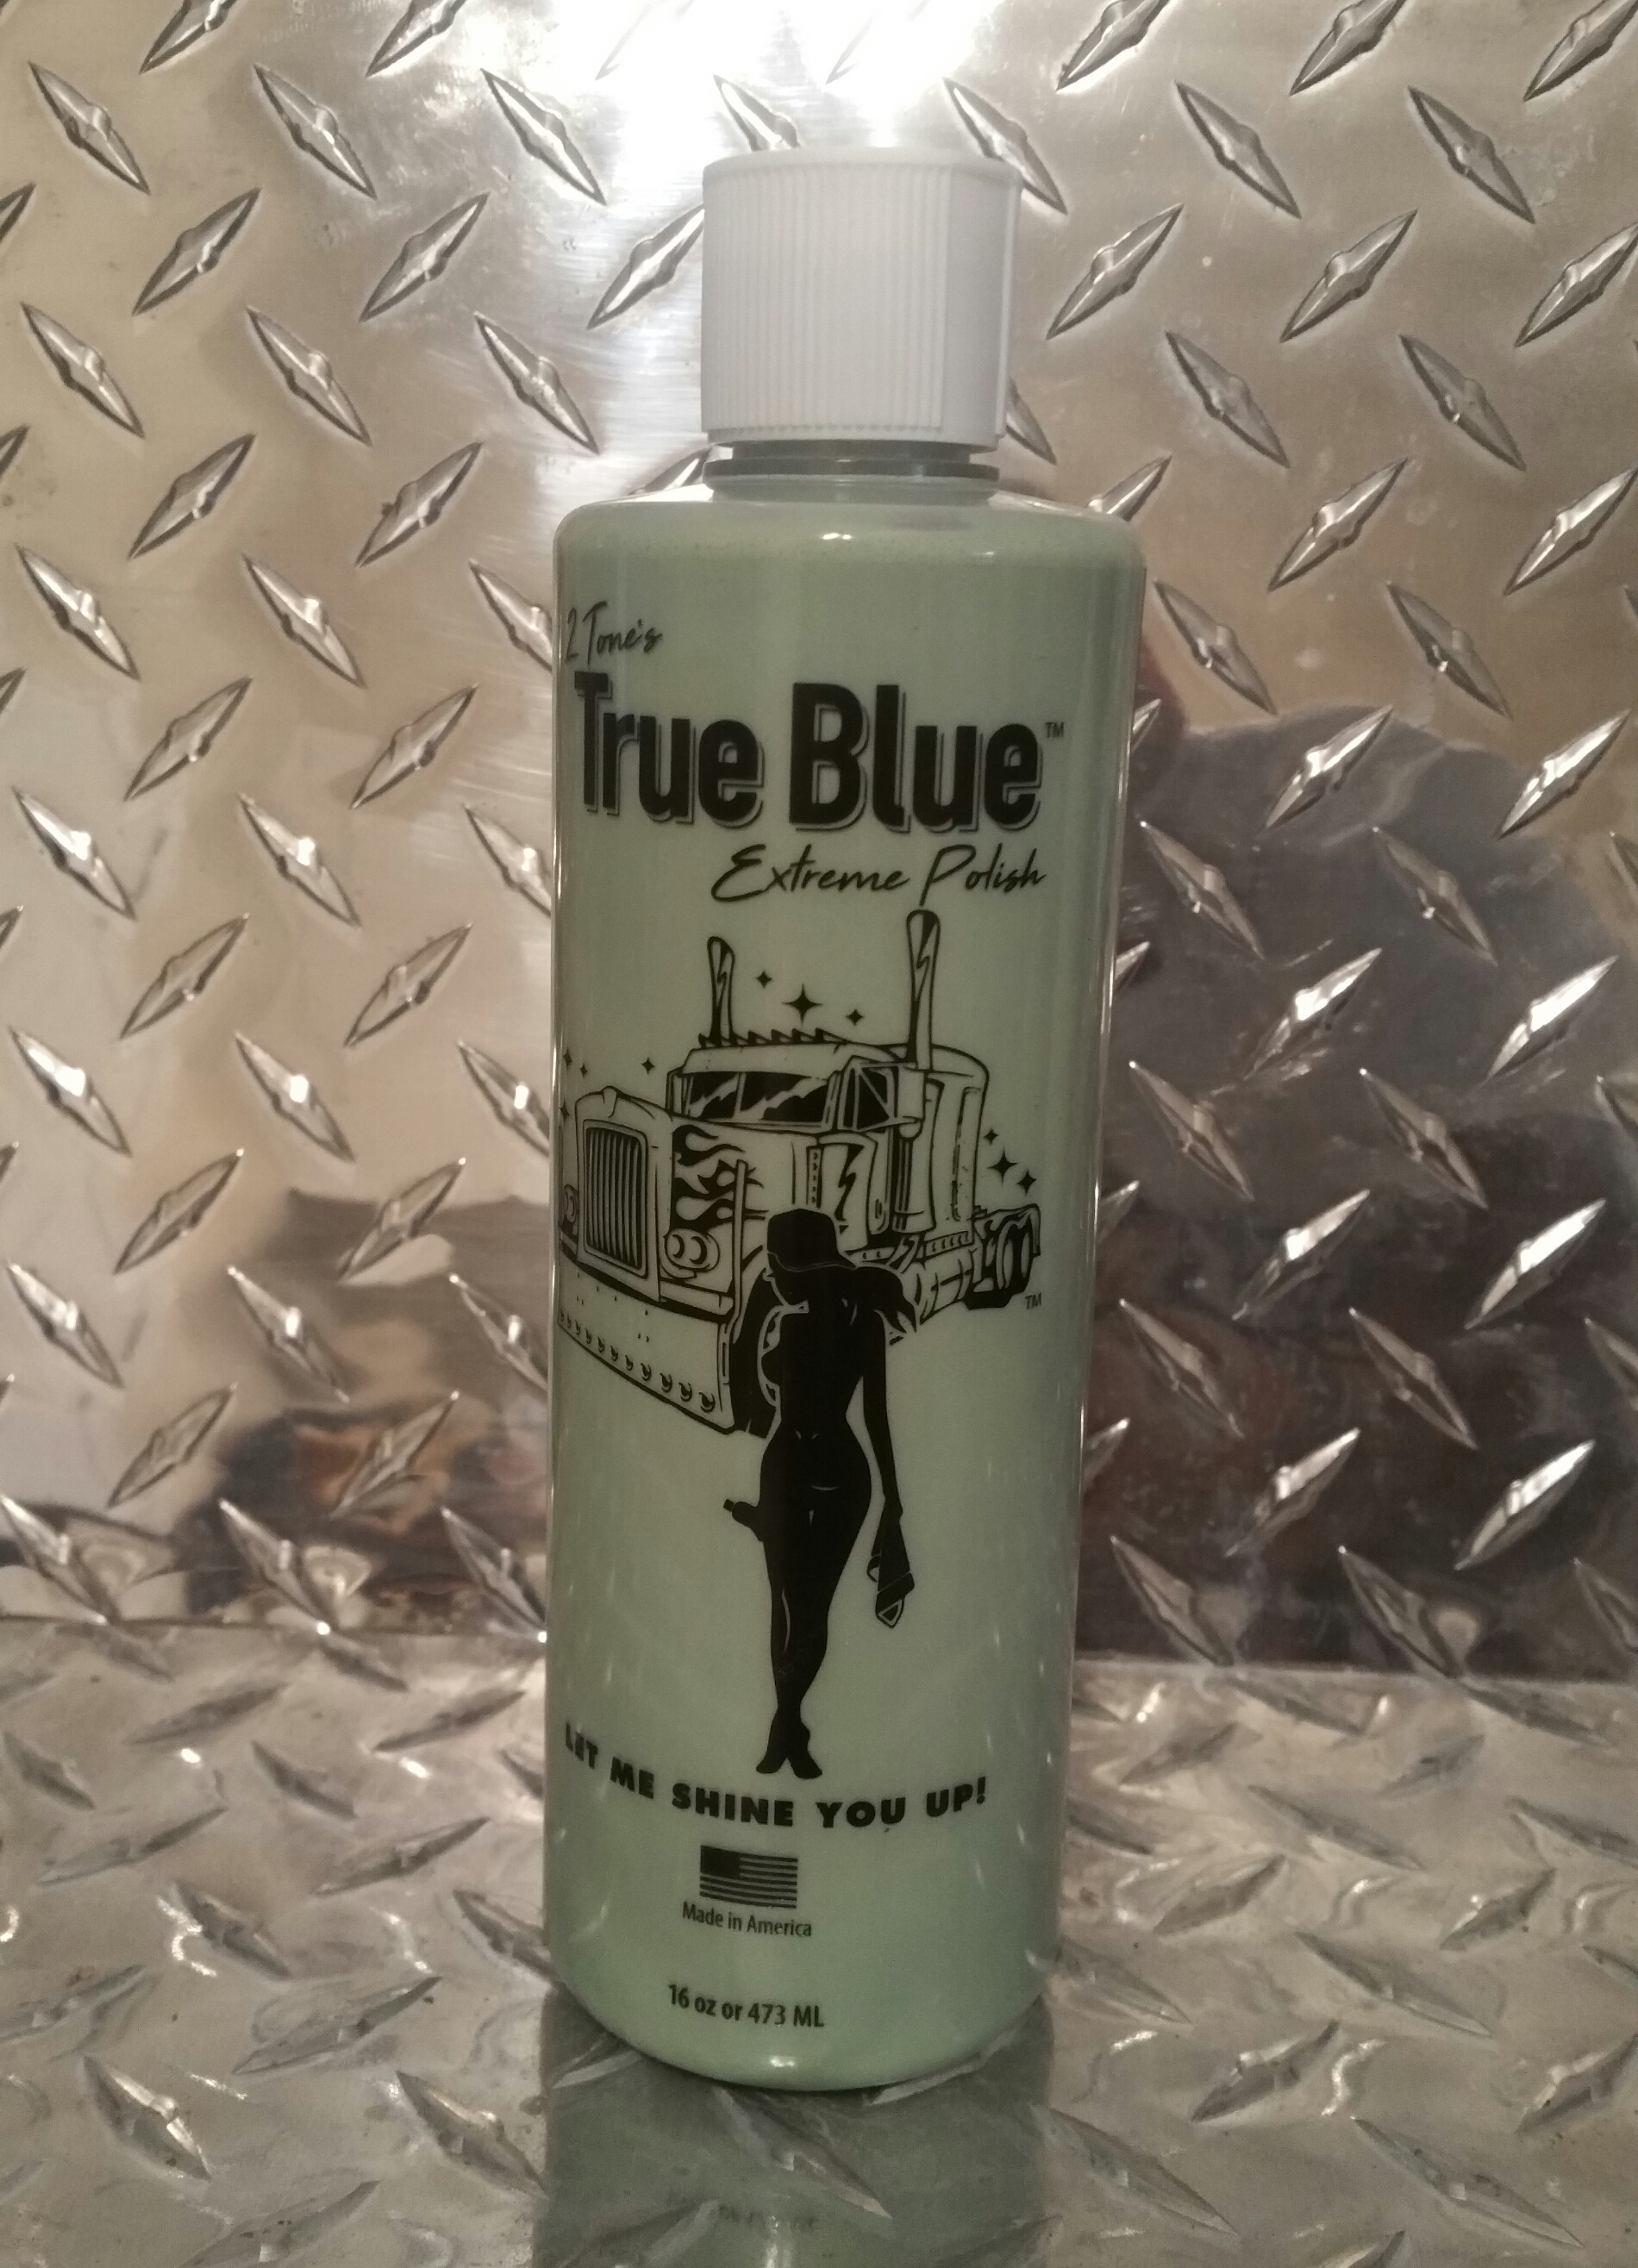 2 Tone's
True Blue™
Extreme Polish
TM
LET ME SHINE YOU UP!
Made in America
16 oz or 473 ML